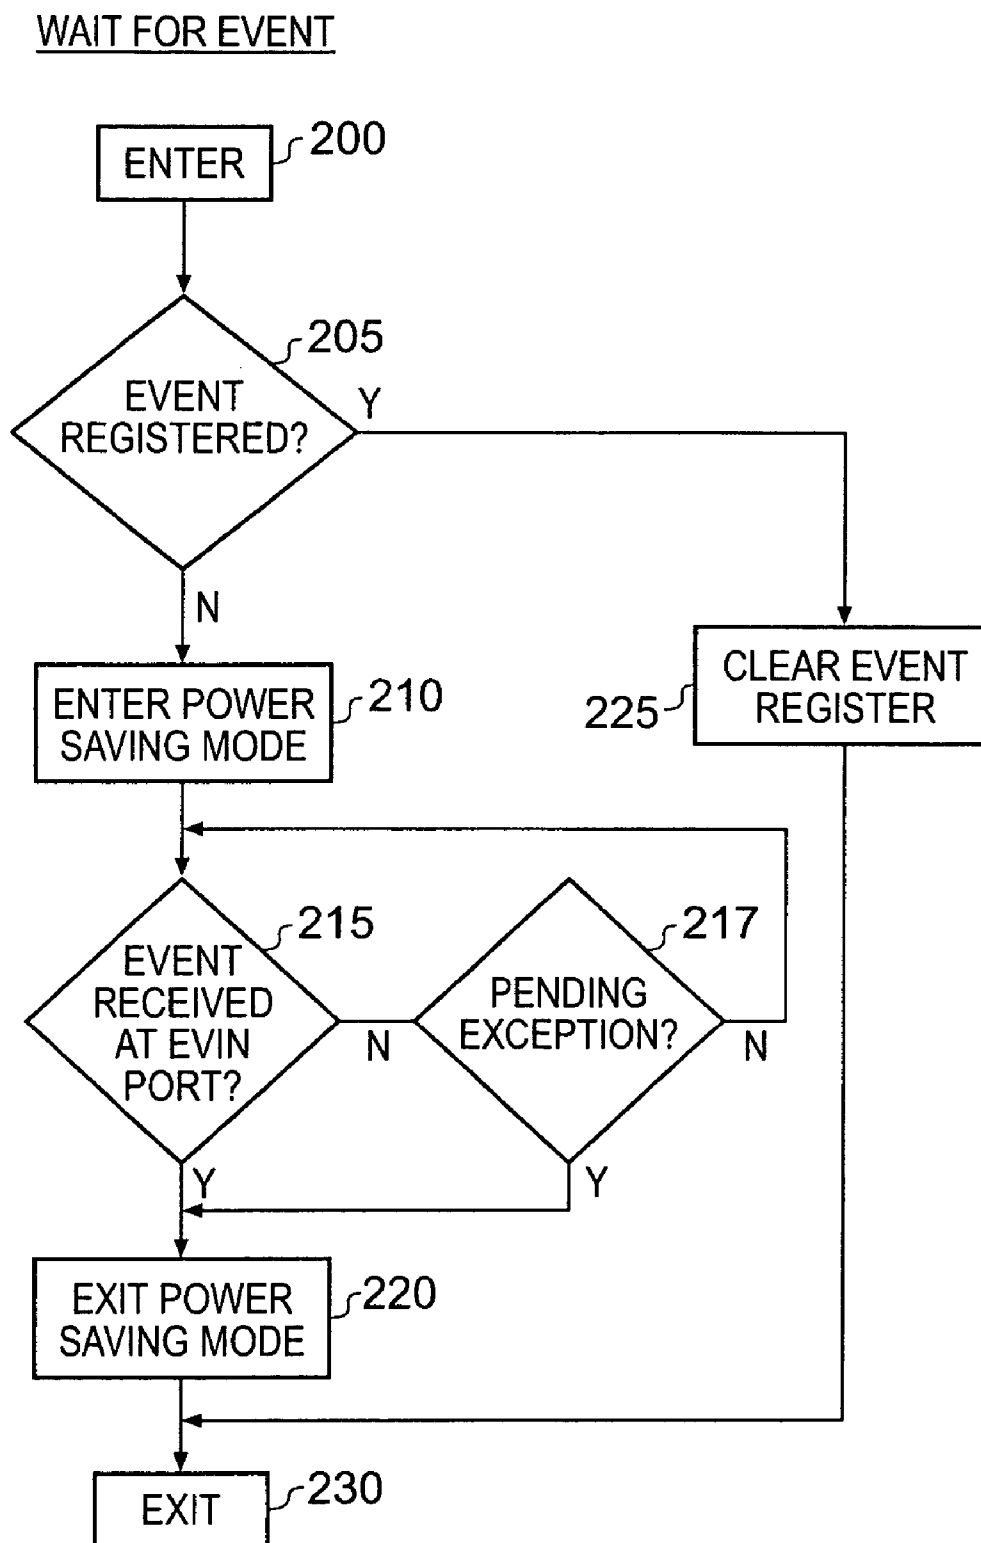 WAIT FOR EVENT
ENTER
200
205
EVENT
REGISTERED?
Y
N
ENTER POWER
SAVING MODE
210
CLEAR EVENT
REGISTER
225
215
EVENT
RECEIVED
AT EVIN
PORT?
N
217
PENDING
EXCEPTION?
N
Y
Y
EXIT POWER
SAVING MODE
220
EXIT
230